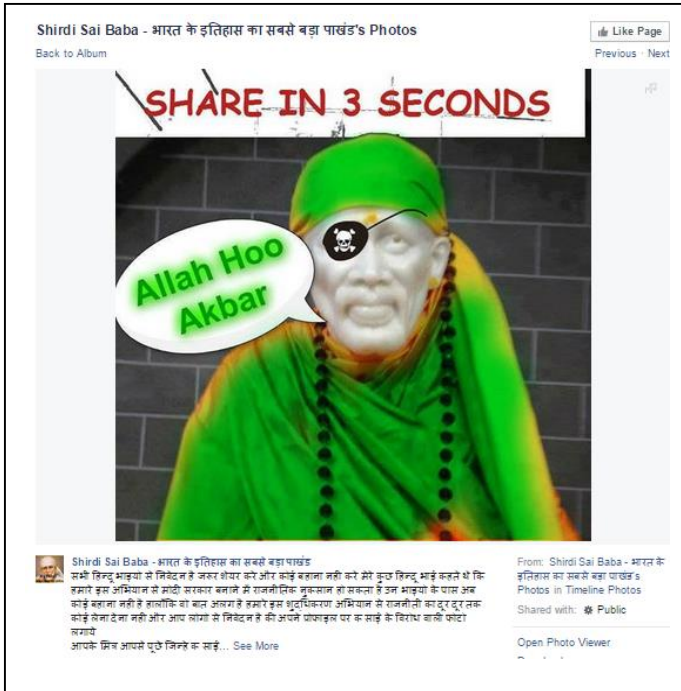 Shirdi Sai Baba - भारत के इतिहास का सबसे बड़ा पाखंड's Photos
Like Page
Back to Album
Previous · Next
SHARE IN 3 SECONDS
Allah Hoo
Akbar
Shirdi Sai Baba - भारत के इतिहास का सबसे बड़ा पाखंड
सभी हिन्दू भाइयो से निवेदन है जरूर शेयर करे और कोई बहाना नही करे मेरे कुछ हिन्दू भाई कहते थे कि
हमारे इस अभियान से मोदी सरकार बनाने में राजनीतिक नुकसान हो सकता है उन भाइयो के पास अब
कोई बहाना नही है हालाँकि वो बात अलग है हमारे इस शुद्धिकरण अभियान से राजनीती का दूर दूर तक
कोई लेना देना नही और आप लोगो से निवेदन है की अपने प्रोफाइल पर क साई के विरोध वाली फोटो
लगाये
आपके मित्र आपसे पूछे जिन्हे क साई... See More
From: Shirdi Sai Baba - भारत के
इतिहास का सबसे बड़ा पाखंड's
Photos in Timeline Photos
Shared with: Public
Open Photo Viewer